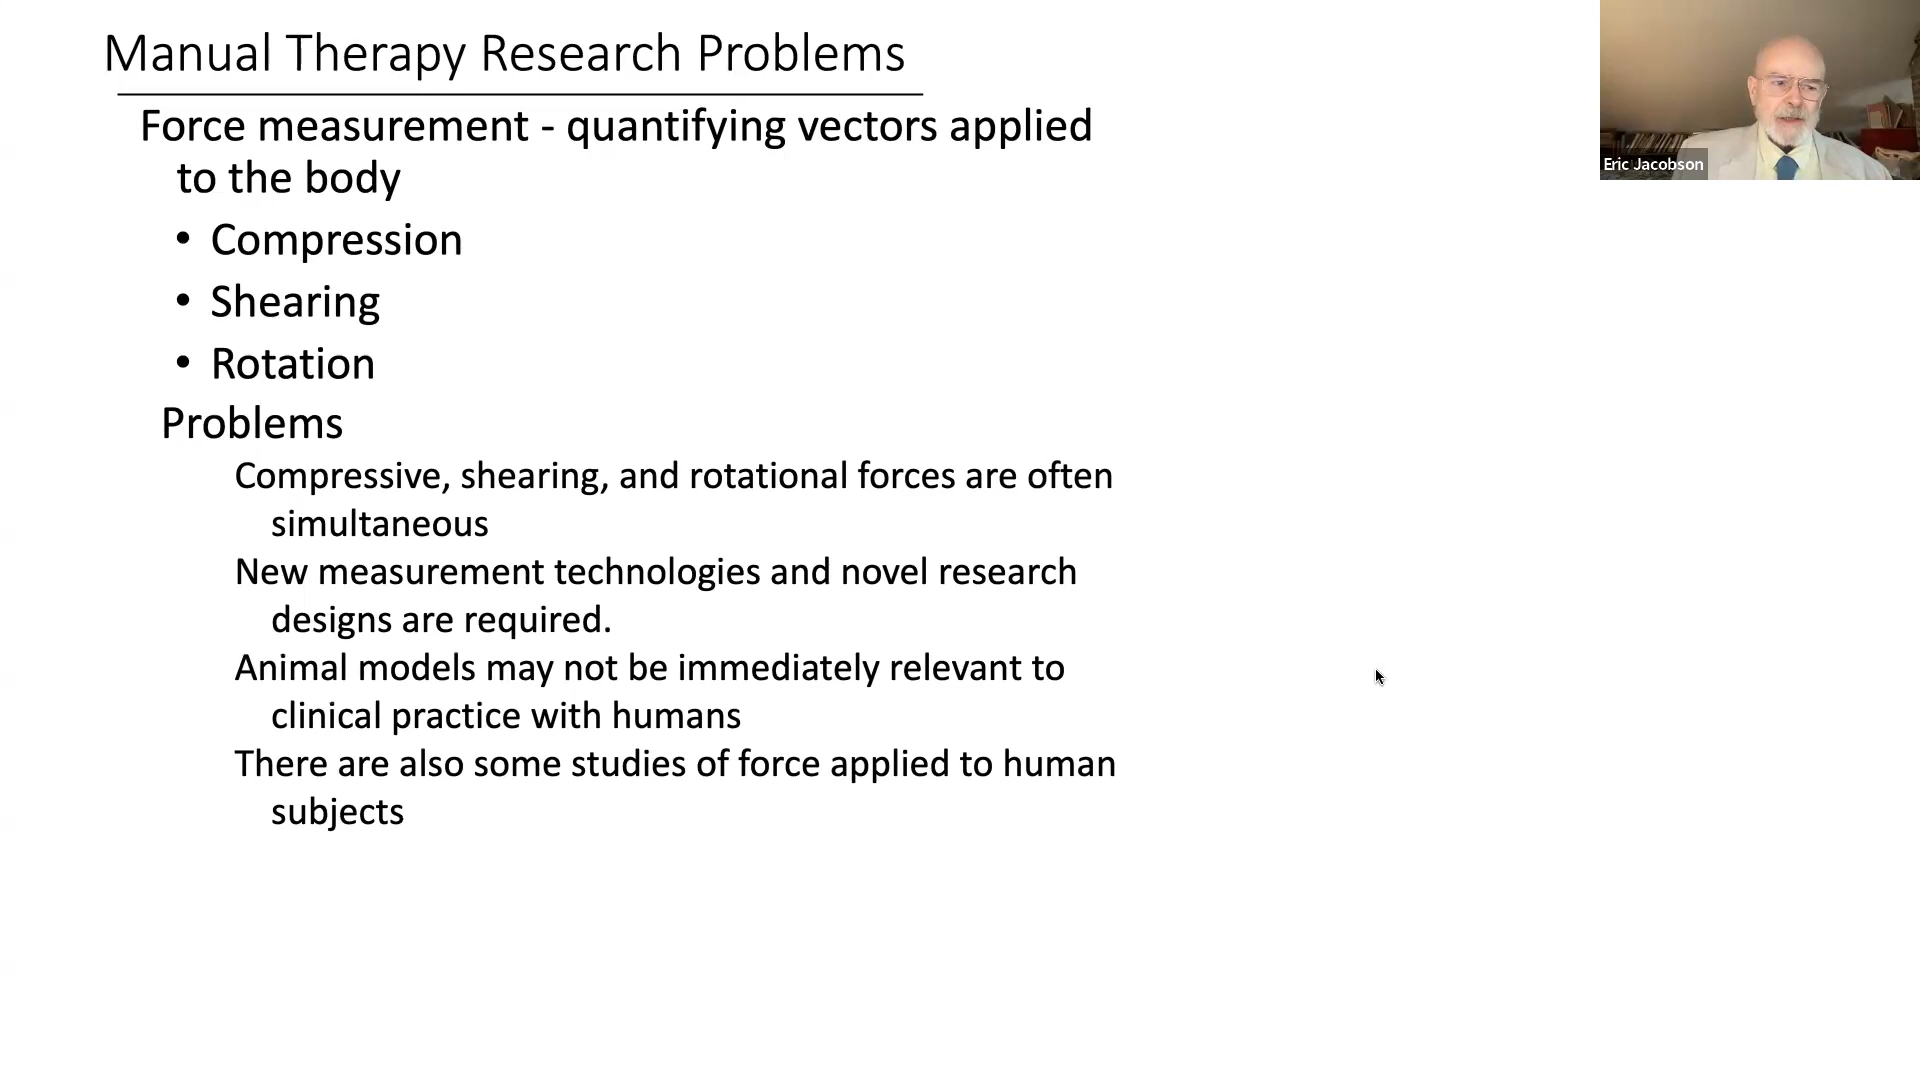 Manual Therapy Research Problems
Force measurement - quantifying vectors applied
to the body
• Compression
• Shearing
• Rotation
Problems
Compressive, shearing, and rotational forces are often
simultaneous
New measurement technologies and novel research
designs are required.
Animal models may not be immediately relevant to
clinical practice with humans
There are also some studies of force applied to human
subjects
Eric Jacobson